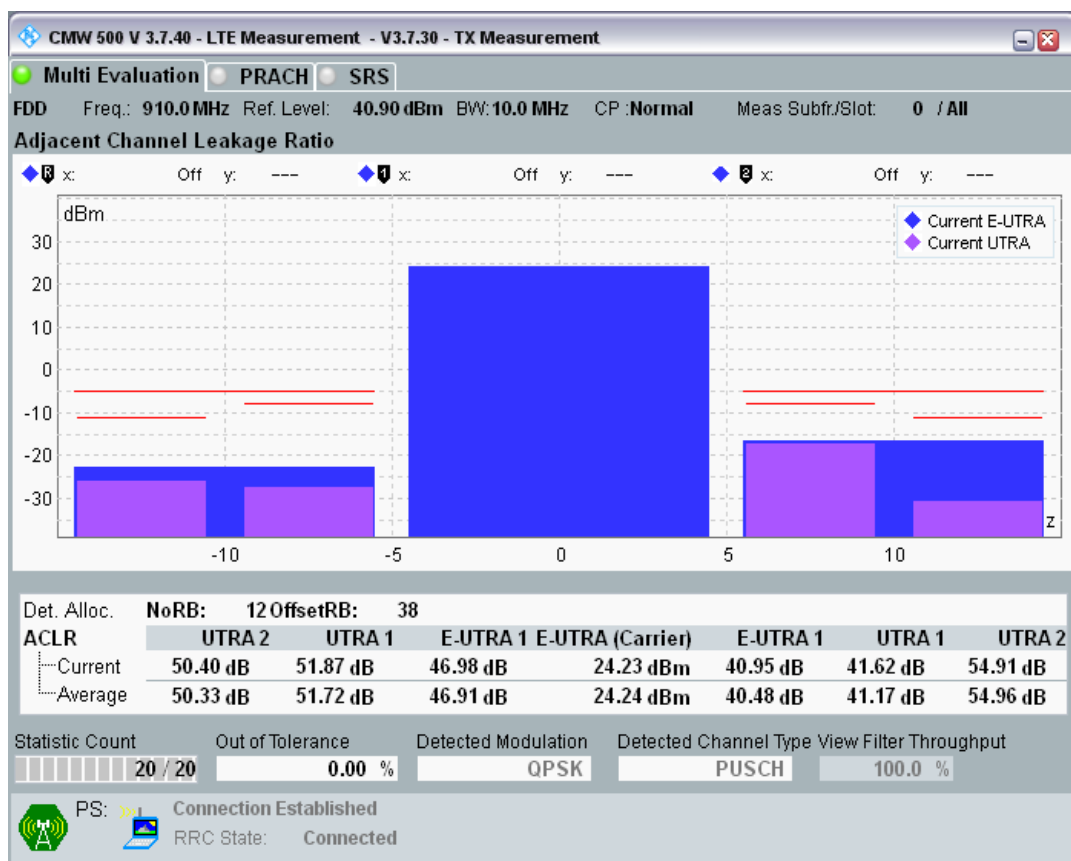 CMW 500 V 3.7.40 - LTE Measurement - V3.7.30 - TX Measurement
Multi Evaluation PRACH SRS
FDD Freq.: 910.0 MHz Ref. Level: 40.90 dBm BW: 10.0 MHz CP :Normal Meas Subfr./Slot: 0 / All
Adjacent Channel Leakage Ratio
R x: Off y: --- 1 x: Off y: --- 2 x: Off y: ---
dBm
Current E-UTRA
Current UTRA
30
20
10
0
-10
-20
-30
z
-10 -5 0 5 10
Det. Alloc. NoRB: 12 OffsetRB: 38
ACLR UTRA 2 UTRA 1 E-UTRA 1 E-UTRA (Carrier) E-UTRA 1 UTRA 1 UTRA 2
Current 50.40 dB 51.87 dB 46.98 dB 24.23 dBm 40.95 dB 41.62 dB 54.91 dB
Average 50.33 dB 51.72 dB 46.91 dB 24.24 dBm 40.48 dB 41.17 dB 54.96 dB
Statistic Count Out of Tolerance Detected Modulation Detected Channel Type View Filter Throughput
20 / 20 0.00 % QPSK PUSCH 100.0 %
PS: Connection Established
RRC State: Connected